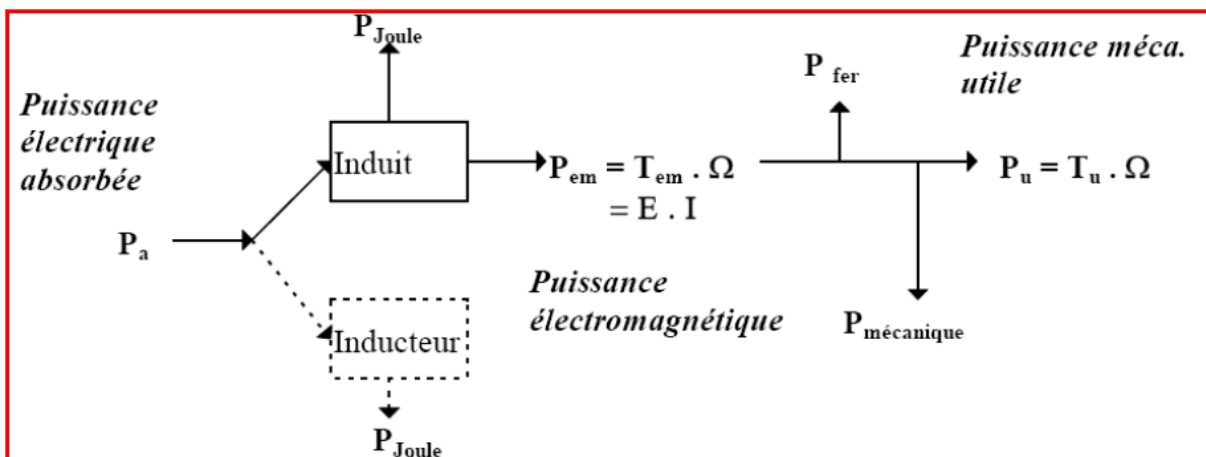 P_Joule
Puissance méca.
utile
P fer
Puissance
électrique
absorbée
Induit
P_em = T_em . Ω
= E . I
P_u = T_u . Ω
P_a
Puissance
électromagnétique
Inducteur
P_mécanique
P_Joule